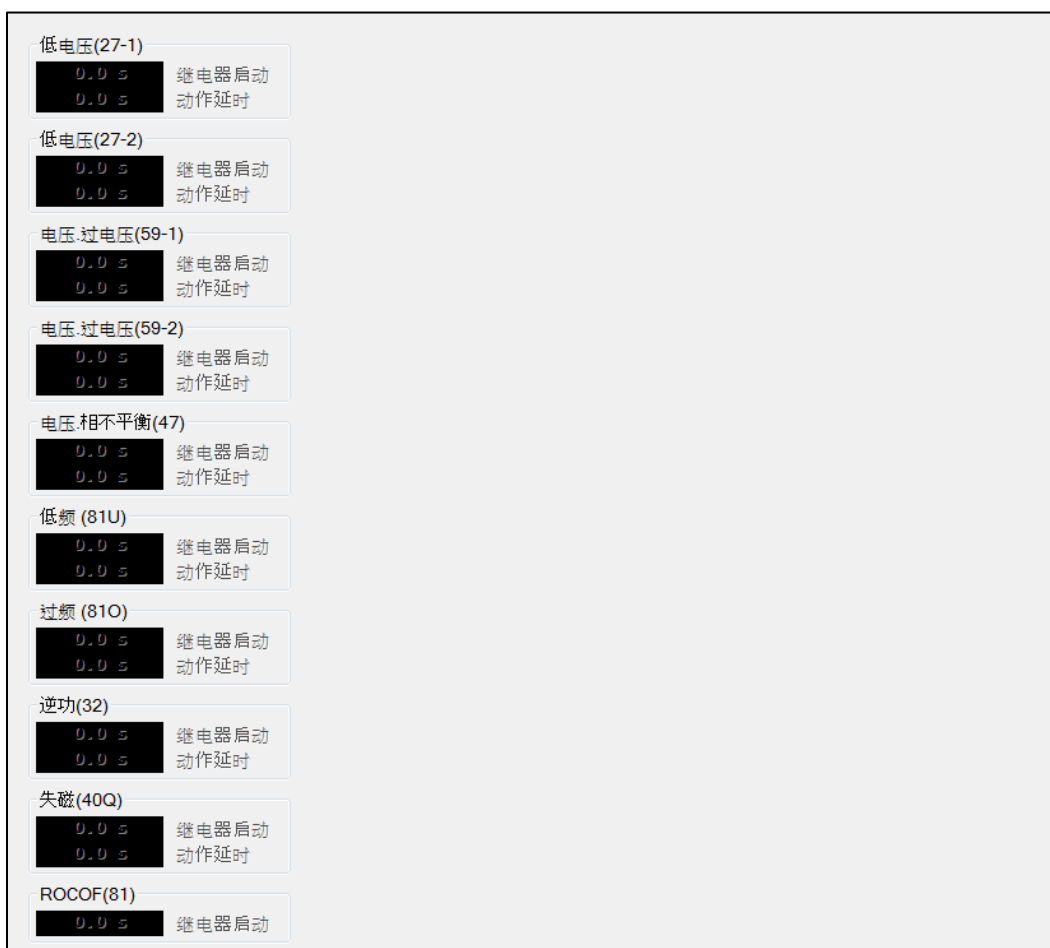 低电压(27-1)
0.0 s 继电器启动
0.0 s 动作延时
低电压(27-2)
0.0 s 继电器启动
0.0 s 动作延时
电压.过电压(59-1)
0.0 s 继电器启动
0.0 s 动作延时
电压.过电压(59-2)
0.0 s 继电器启动
0.0 s 动作延时
电压.相不平衡(47)
0.0 s 继电器启动
0.0 s 动作延时
低频 (81U)
0.0 s 继电器启动
0.0 s 动作延时
过频 (81O)
0.0 s 继电器启动
0.0 s 动作延时
逆功(32)
0.0 s 继电器启动
0.0 s 动作延时
失磁(40Q)
0.0 s 继电器启动
0.0 s 动作延时
ROCOF(81)
0.0 s 继电器启动